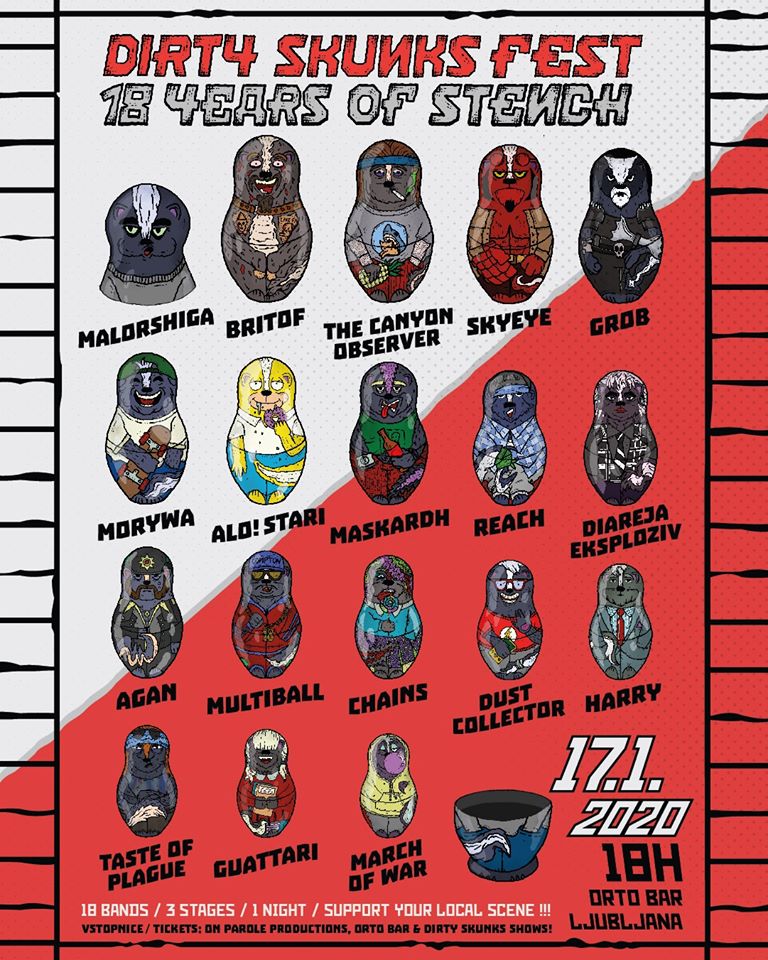 DIRTY SKUNKS FEST
18 YEARS OF STENCH
MALORSHIGA
BRITOF
THE CANYON
OBSERVER
SKYEYE
GROB
MORYWA
ALO! STARI
MASKARDH
REACH
DIAREJA
EKSPLOZIV
AGAN
COMPTON
MULTIBALL
CHAINS
DUST
COLLECTOR
HARRY
TASTE OF
PLAGUE
GUATTARI
MARCH
OF WAR
17.1.
2020
18H
ORTO BAR
LJUBLJANA
18 BANDS / 3 STAGES / 1 NIGHT / SUPPORT YOUR LOCAL SCENE !!!
VSTOPNICE / TICKETS: ON PAROLE PRODUCTIONS, ORTO BAR & DIRTY SKUNKS SHOWS!